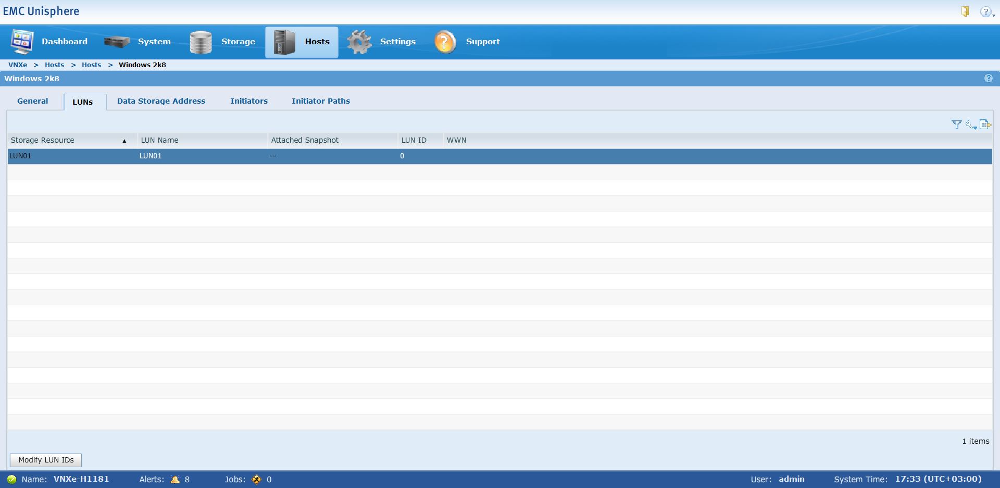 EMC Unisphere
Dashboard System Storage Hosts Settings Support
VNXe > Hosts > Hosts > Windows 2k8
Windows 2k8
General LUNs Data Storage Address Initiators Initiator Paths
Storage Resource ▲ LUN Name Attached Snapshot LUN ID WWN
LUN01 LUN01 -- 0
1 items
Modify LUN IDs
Name: VNXe-H1181 Alerts: 8 Jobs: 0 User: admin System Time: 17:33 (UTC+03:00)